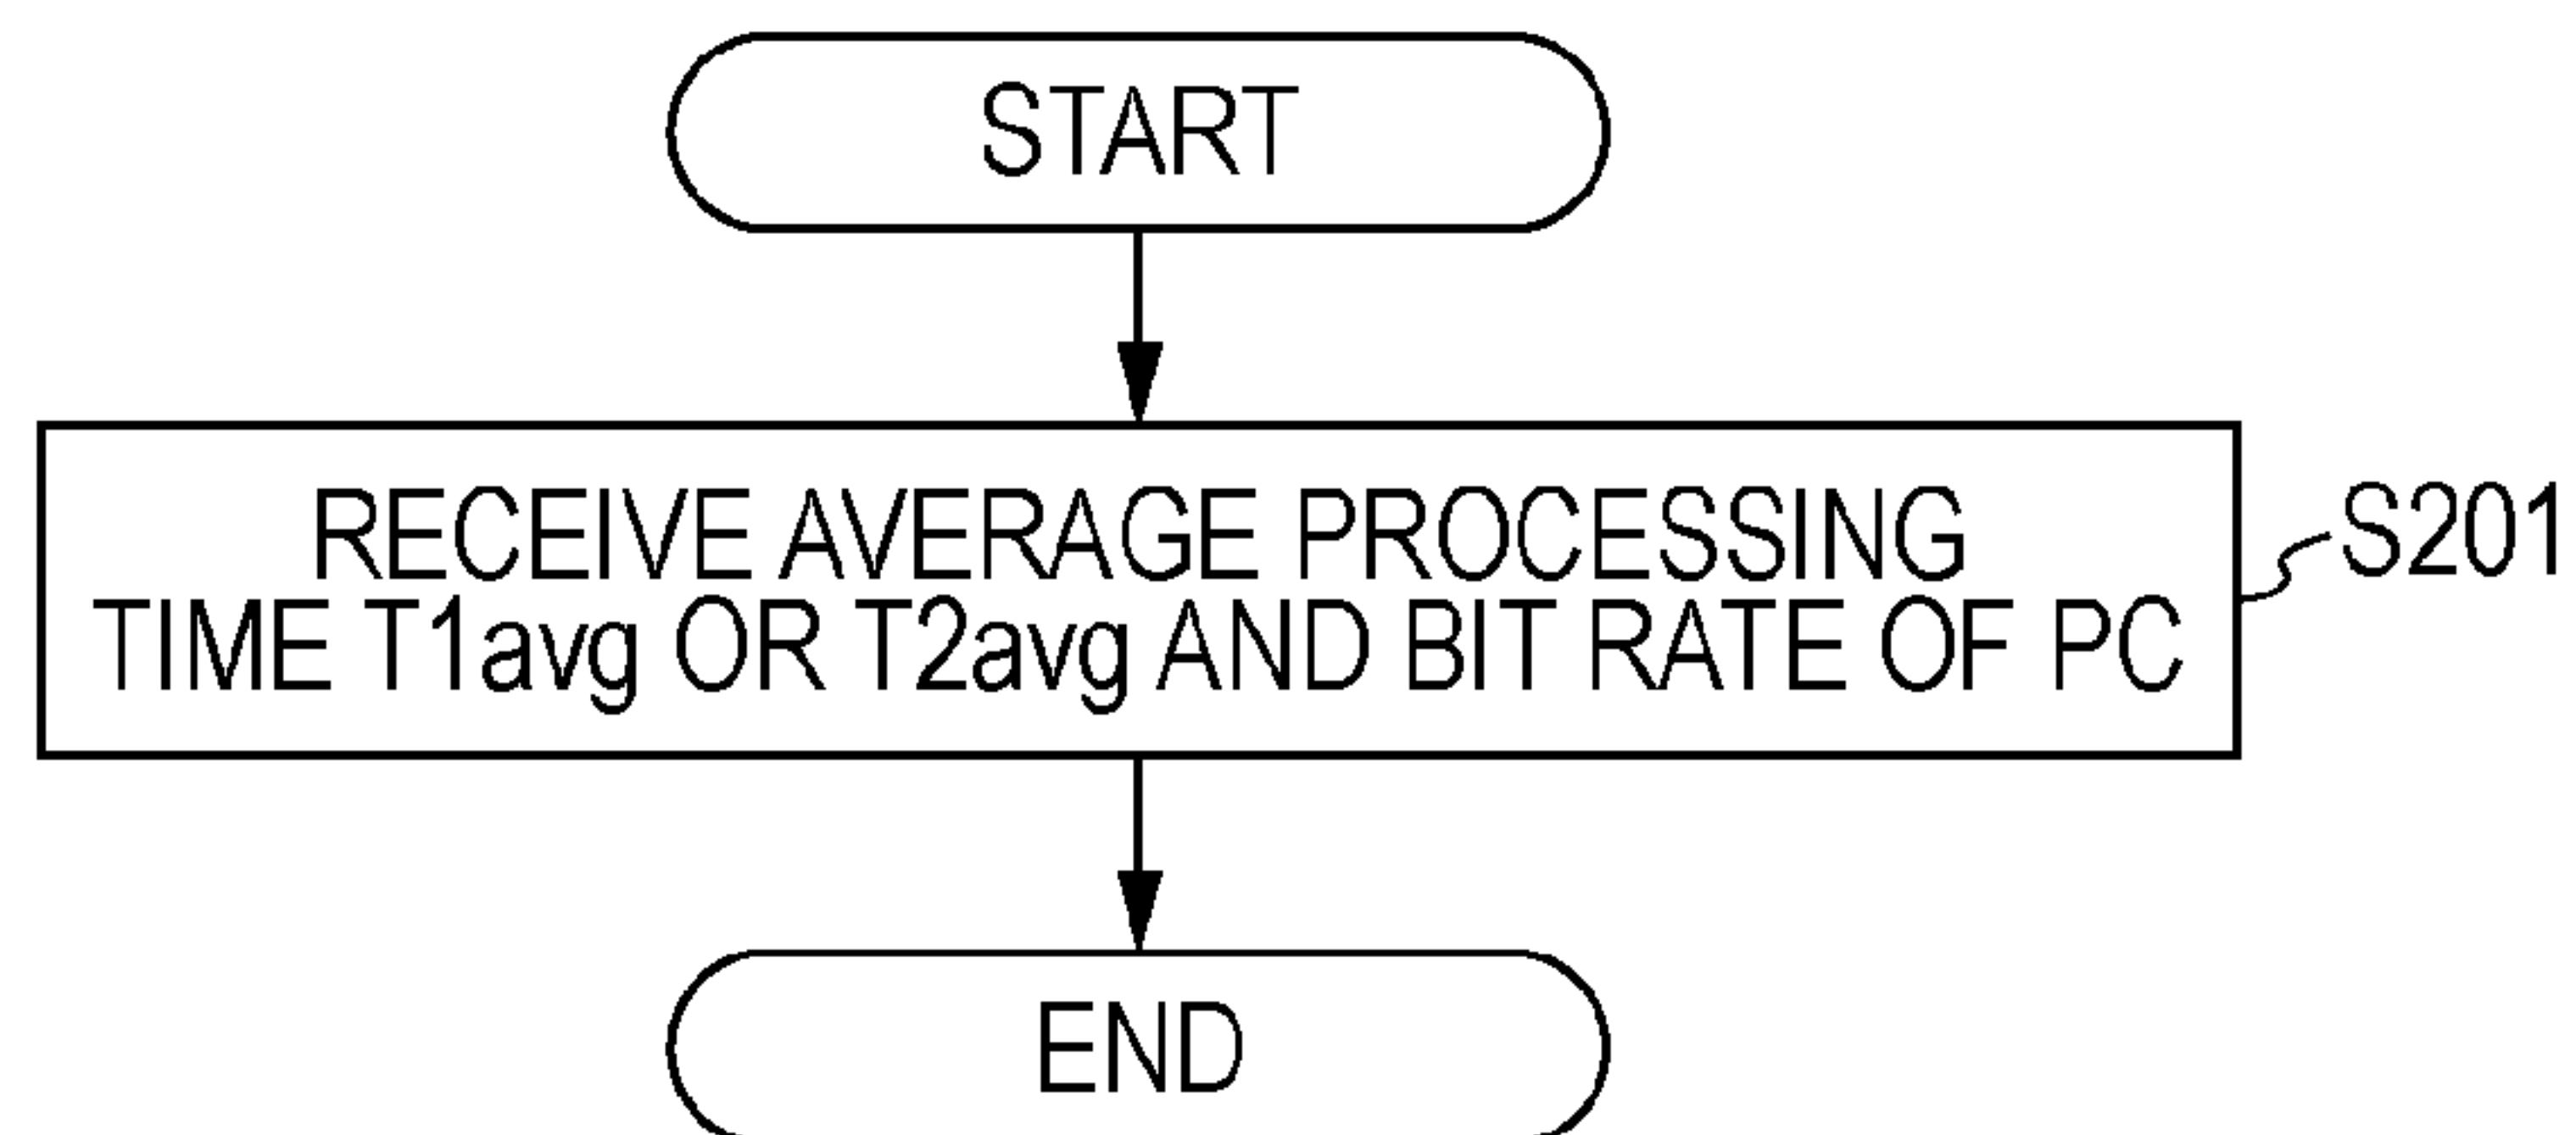 START
RECEIVE AVERAGE PROCESSING
TIME T1avg OR T2avg AND BIT RATE OF PC
S201
END